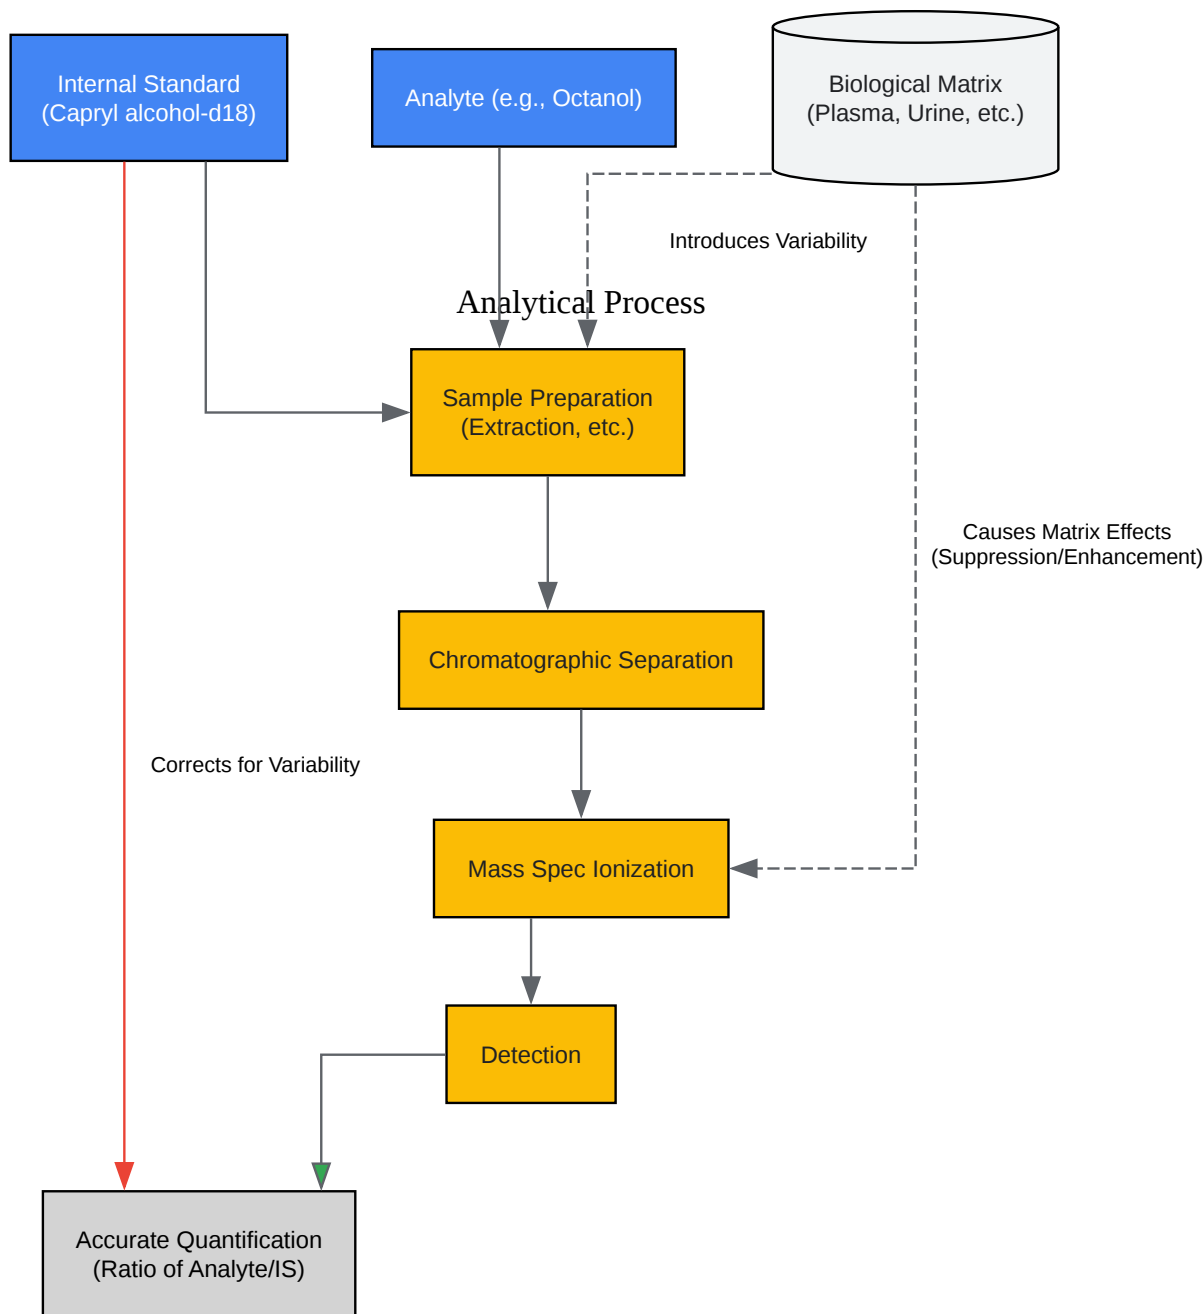 Internal Standard
(Capryl alcohol-d18)
Analyte (e.g., Octanol)
Biological Matrix
(Plasma, Urine, etc.)
Introduces Variability
Analytical Process
Sample Preparation
(Extraction, etc.)
Causes Matrix Effects
(Suppression/Enhancement)
Chromatographic Separation
Corrects for Variability
Mass Spec Ionization
Detection
Accurate Quantification
(Ratio of Analyte/IS)